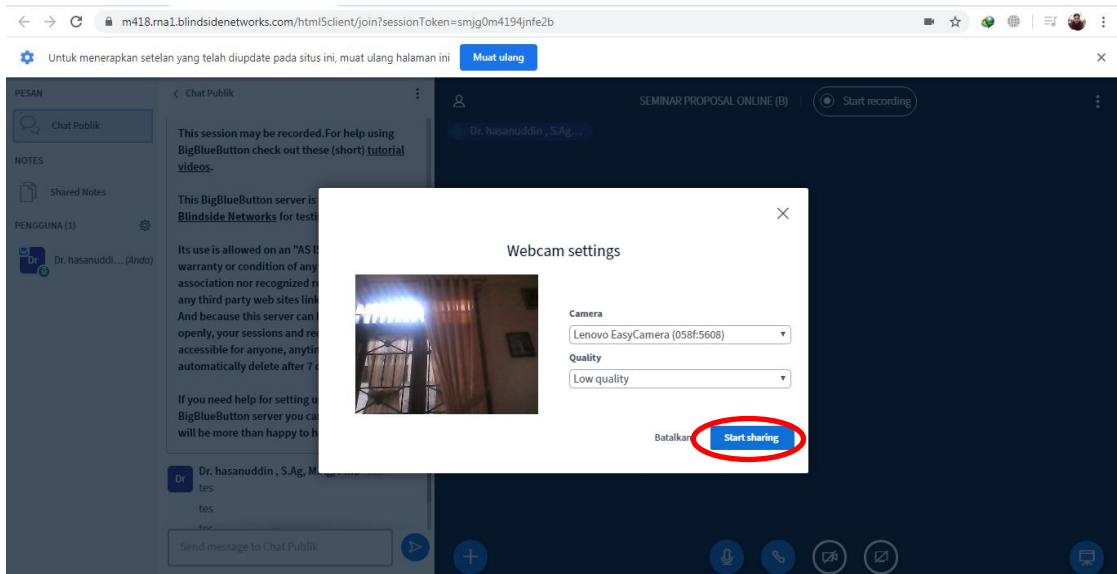 m418.rna1.blindsidenetworks.com/html5client/join?sessionToken=smjg0m4194jnfe2b
Untuk menerapkan setelan yang telah diupdate pada situs ini, muat ulang halaman ini
Muat ulang
PESAN
Chat Publik
NOTES
Shared Notes
PENGGUNA (1)
Dr
Dr. hasanuddi... (Anda)
Chat Publik
This session may be recorded.For help using
BigBlueButton check out these (short) tutorial
videos.
This BigBlueButton server is
Blindside Networks for testi
Its use is allowed on an "AS I
warranty or condition of any
association nor recognized r
any third party web sites link
And because this server can
openly, your sessions and re
accessible for anyone, anytin
automatically delete after 7
If you need help for setting u
BigBlueButton server you ca
will be more than happy to h
Dr
Dr. hasanuddin , S.Ag, M.
tes
tes
tes
Send message to Chat Publik
SEMINAR PROPOSAL ONLINE (B)
Start recording
Dr. hasanuddin , S.Ag...
Webcam settings
Camera
Lenovo EasyCamera (058f:5608)
Quality
Low quality
Batalkan
Start sharing